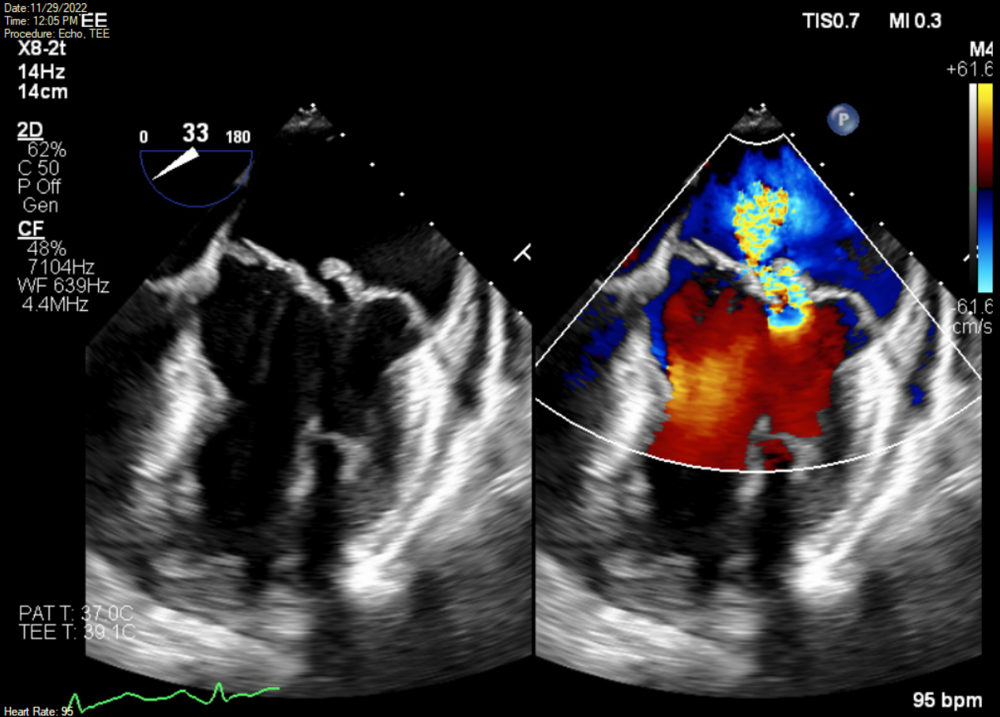 Date:11/29/2022
Time: 12:05 PM EE
Procedure: Echo, TEE
X8-2t
14Hz
14cm
2D
62%
C 50
P Off
Gen
CF
48%
7104Hz
WF 639Hz
4.4MHz
0 33 180
TIS0.7 MI 0.3
M4
+61.6
P
-61.6
cm/s
PAT T: 37.0C
TEE T: 39.1C
95 bpm
Heart Rate: 95